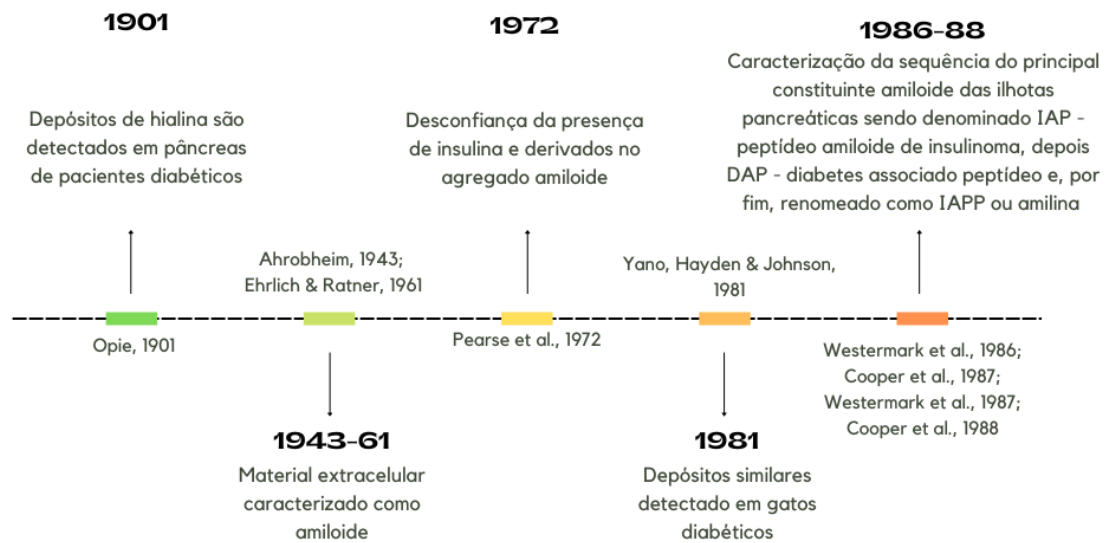 1901
Depósitos de hialina são
detectados em pâncreas
de pacientes diabéticos
Opie, 1901
Ahrobheim, 1943;
Ehrlich & Ratner, 1961
1943-61
Material extracelular
caracterizado como
amiloide
1972
Desconfiança da presença
de insulina e derivados no
agregado amiloide
Pearse et al., 1972
Yano, Hayden & Johnson,
1981
1981
Depósitos similares
detectado em gatos
diabéticos
1986-88
Caracterização da sequência do principal
constituinte amiloide das ilhotas
pancreáticas sendo denominado IAP -
peptídeo amiloide de insulinoma, depois
DAP - diabetes associado peptídeo e, por
fim, renomeado como IAPP ou amilina
Westermark et al., 1986;
Cooper et al., 1987;
Westermark et al., 1987;
Cooper et al., 1988